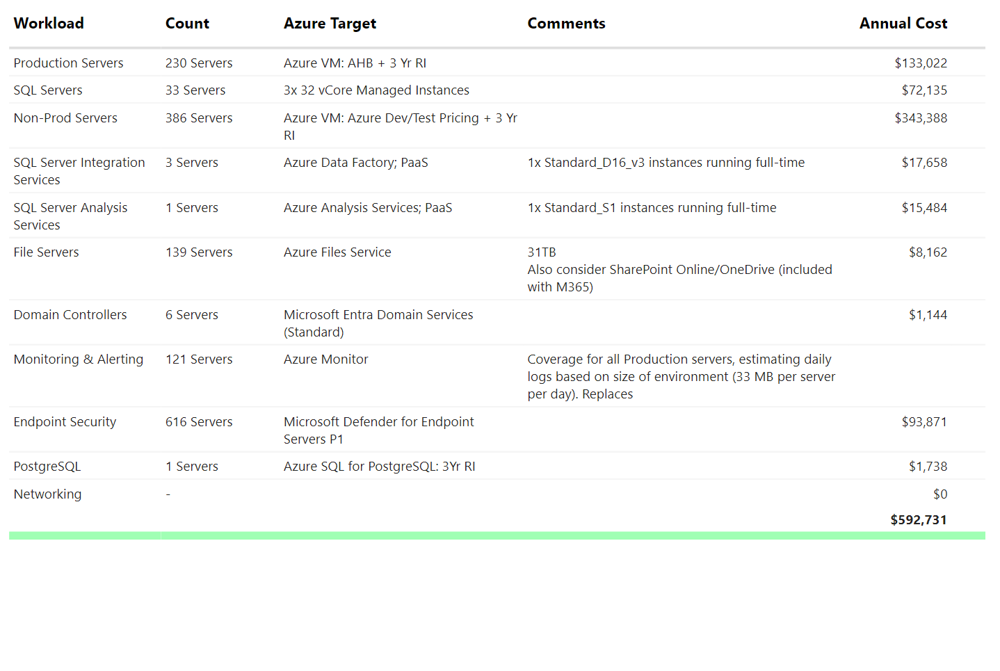 Workload Count Azure Target Comments Annual Cost
Production Servers 230 Servers Azure VM: AHB + 3 Yr RI $133,022
SQL Servers 33 Servers 3x 32 vCore Managed Instances $72,135
Non-Prod Servers 386 Servers Azure VM: Azure Dev/Test Pricing + 3 Yr $343,388
RI
SQL Server Integration 3 Servers Azure Data Factory; PaaS 1x Standard_D16_v3 instances running full-time $17,658
Services
SQL Server Analysis 1 Servers Azure Analysis Services; PaaS 1x Standard_S1 instances running full-time $15,484
Services
File Servers 139 Servers Azure Files Service 31TB $8,162
Also consider SharePoint Online/OneDrive (included
with M365)
Domain Controllers 6 Servers Microsoft Entra Domain Services $1,144
(Standard)
Monitoring & Alerting 121 Servers Azure Monitor Coverage for all Production servers, estimating daily
logs based on size of environment (33 MB per server
per day). Replaces
Endpoint Security 616 Servers Microsoft Defender for Endpoint $93,871
Servers P1
PostgreSQL 1 Servers Azure SQL for PostgreSQL: 3Yr RI $1,738
Networking - $0
$592,731